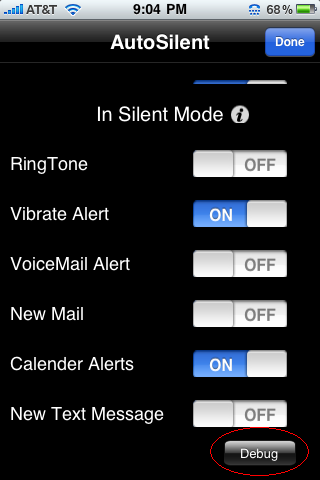 AT&T 9:04 PM 68%
AutoSilent Done
In Silent Mode i
RingTone OFF
Vibrate Alert ON
VoiceMail Alert OFF
New Mail OFF
Calender Alerts ON
New Text Message OFF
Debug